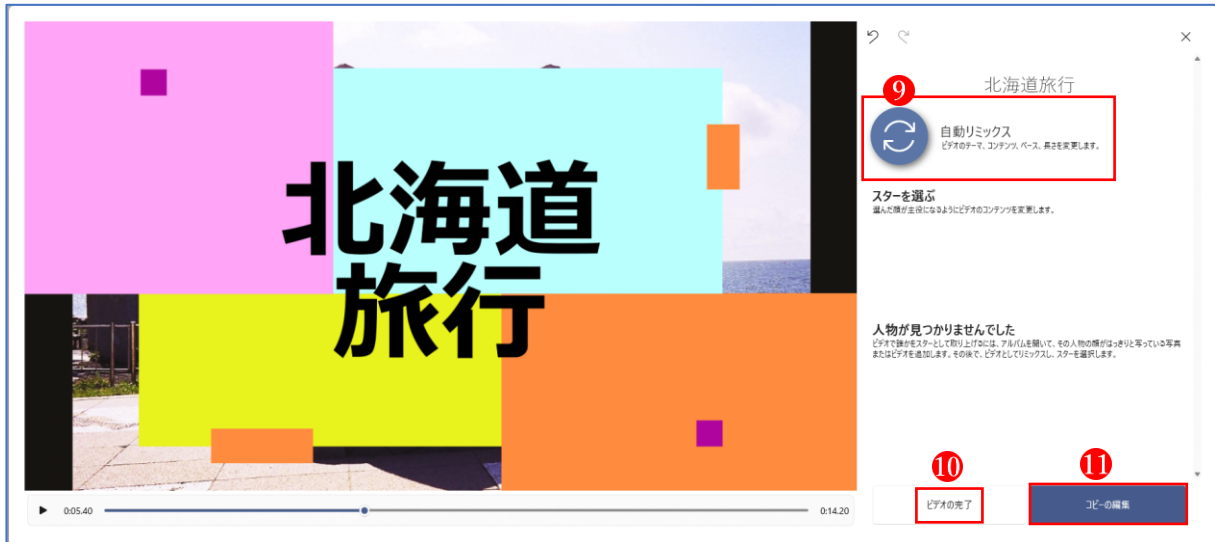 北海道
旅行
0:05.40
0:14.20
北海道旅行
9
自動リミックス
ビデオのテーマ、コンテンツ、ペース、長さを変更します。
スターを選ぶ
選んだ顔が主役になるようにビデオのコンテンツを変更します。
人物が見つかりませんでした
ビデオで誰かをスターとして取り上げるには、アルバムを開いて、その人物の顔がはっきりと写っている写真
またはビデオを追加します。その後で、ビデオとしてリミックスし、スターを選択します。
10
ビデオの完了
11
コピーの編集